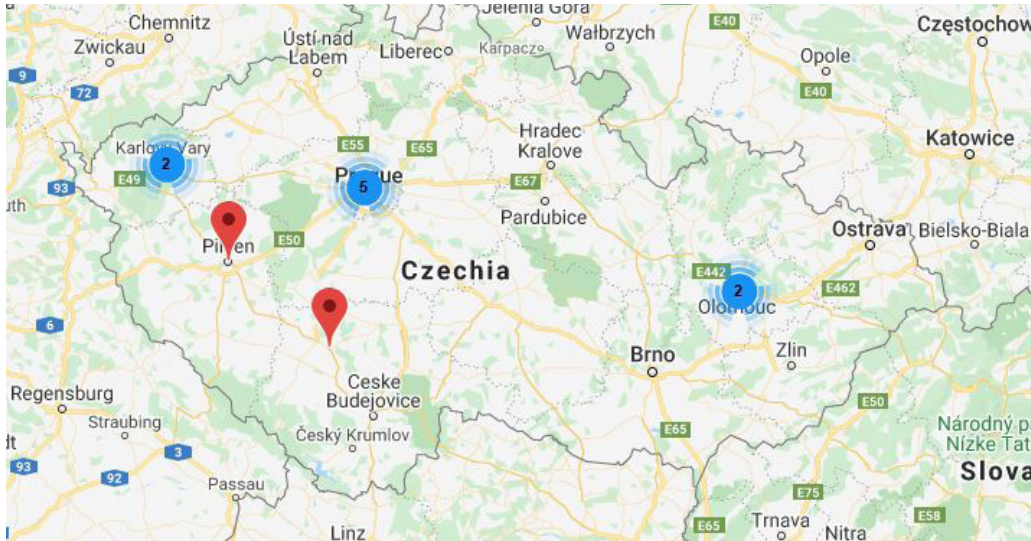 Jelenia Góra
E40
Częstochow
Chemnitz
Zwickau
Ústí nad
Labem
Liberec
Karpacz
Wałbrzych
Opole
9
72
E40
Hradec
Kralove
Katowice
Karlovy Vary
2
E55
E65
E49
93
Prague
5
E67
Pardubice
Pilsen
E50
Ostrava
Bielsko-Biala
Czechia
E442
2
E462
Olomouc
6
Brno
Zlin
Regensburg
Ceske
Budejovice
E50
Straubing
Český Krumlov
E65
Národný p
Nízke Tat
93
3
92
Slova
Passau
E75
Linz
E65
Trnava
Nitra
E58